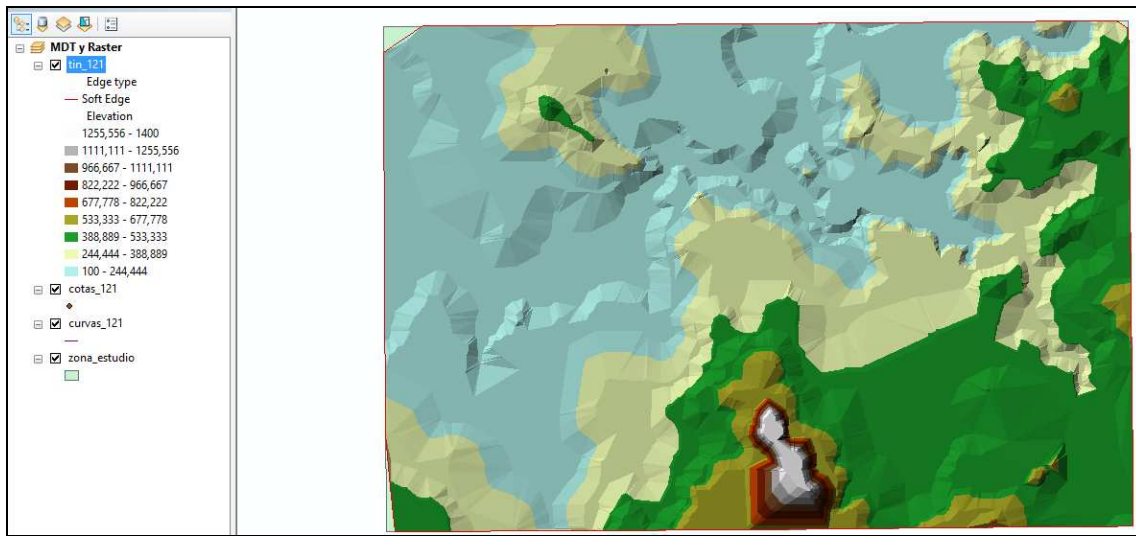 MDT y Raster
tin_121
Edge type
Soft Edge
Elevation
1255,556 - 1400
1111,111 - 1255,556
966,667 - 1111,111
822,222 - 966,667
677,778 - 822,222
533,333 - 677,778
388,889 - 533,333
244,444 - 388,889
100 - 244,444
cotas_121
curvas_121
zona_estudio